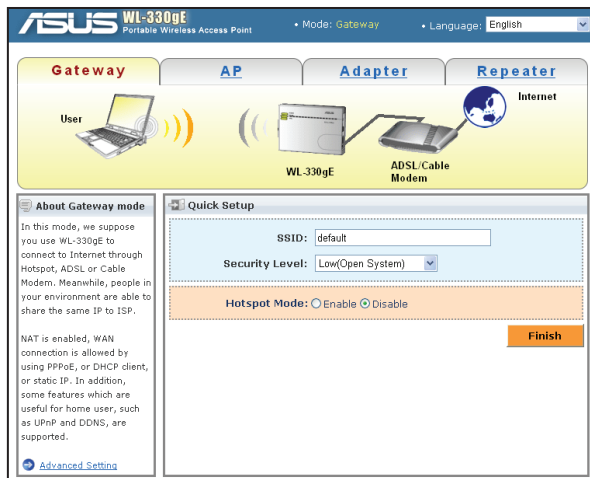 ASUS WL-330gE
Portable Wireless Access Point
• Mode: Gateway
• Language: English
Gateway
AP
Adapter
Repeater
User
WL-330gE
ADSL/Cable
Modem
Internet
About Gateway mode
In this mode, we suppose
you use WL-330gE to
connect to Internet through
Hotspot, ADSL or Cable
Modem. Meanwhile, people in
your environment are able to
share the same IP to ISP.
NAT is enabled, WAN
connection is allowed by
using PPPoE, or DHCP client,
or static IP. In addition,
some features which are
useful for home user, such
as UPnP and DDNS, are
supported.
Advanced Setting
Quick Setup
SSID: default
Security Level: Low(Open System)
Hotspot Mode: Enable Disable
Finish